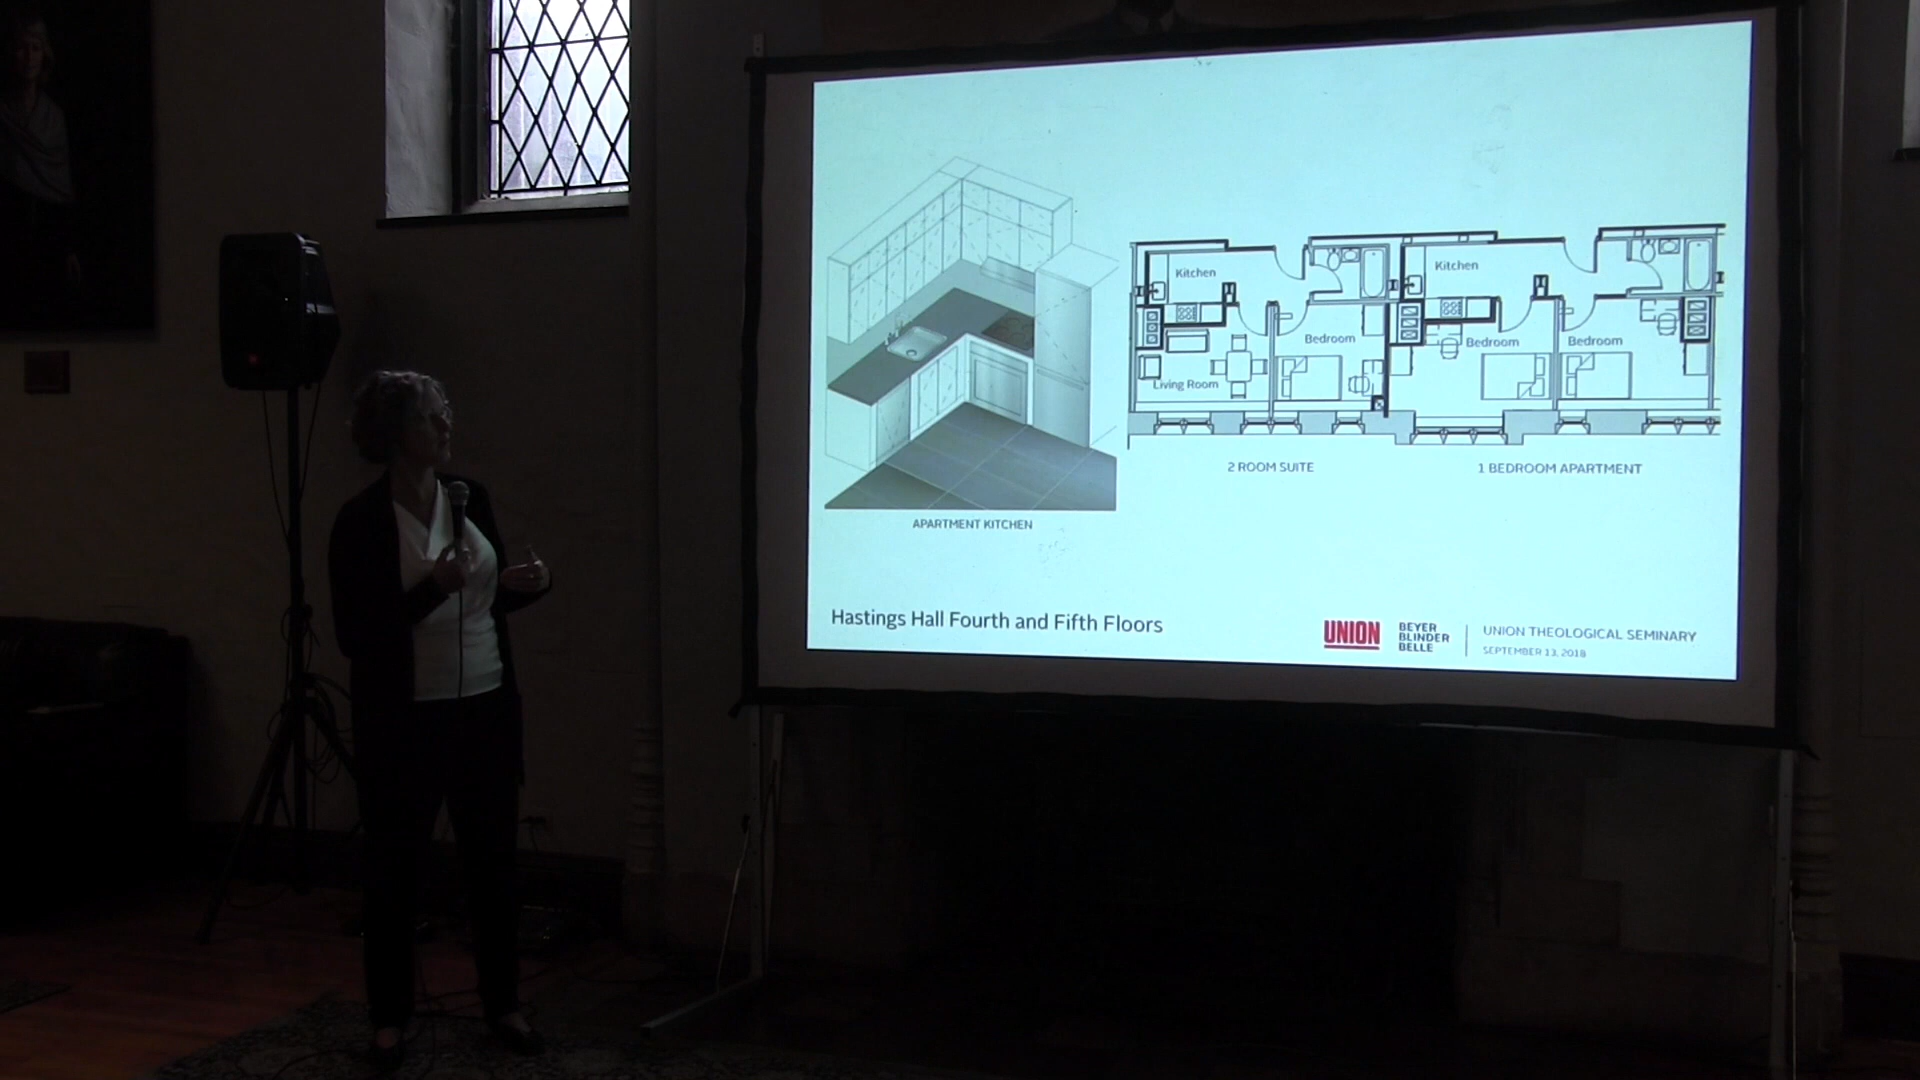 Kitchen
Kitchen
Bedroom
Bedroom
Bedroom
Living Room
2 ROOM SUITE
1 BEDROOM APARTMENT
APARTMENT KITCHEN
Hastings Hall Fourth and Fifth Floors
UNION
BEYER
BLINDER
BELLE
UNION THEOLOGICAL SEMINARY
SEPTEMBER 13, 2018